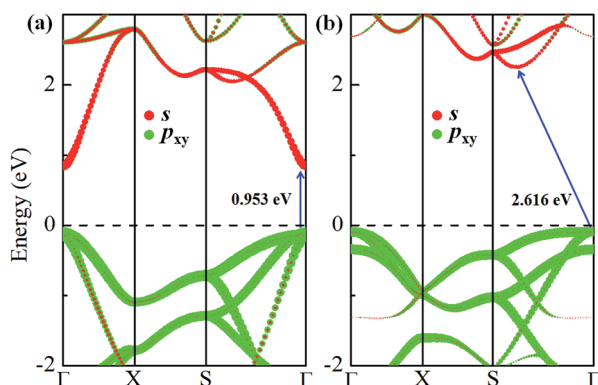 (a)
(b)
Energy (eV)
2
0
-2
s
p_xy
0.953 eV
Γ X S Γ
2
0
-2
s
p_xy
2.616 eV
Γ X S Γ